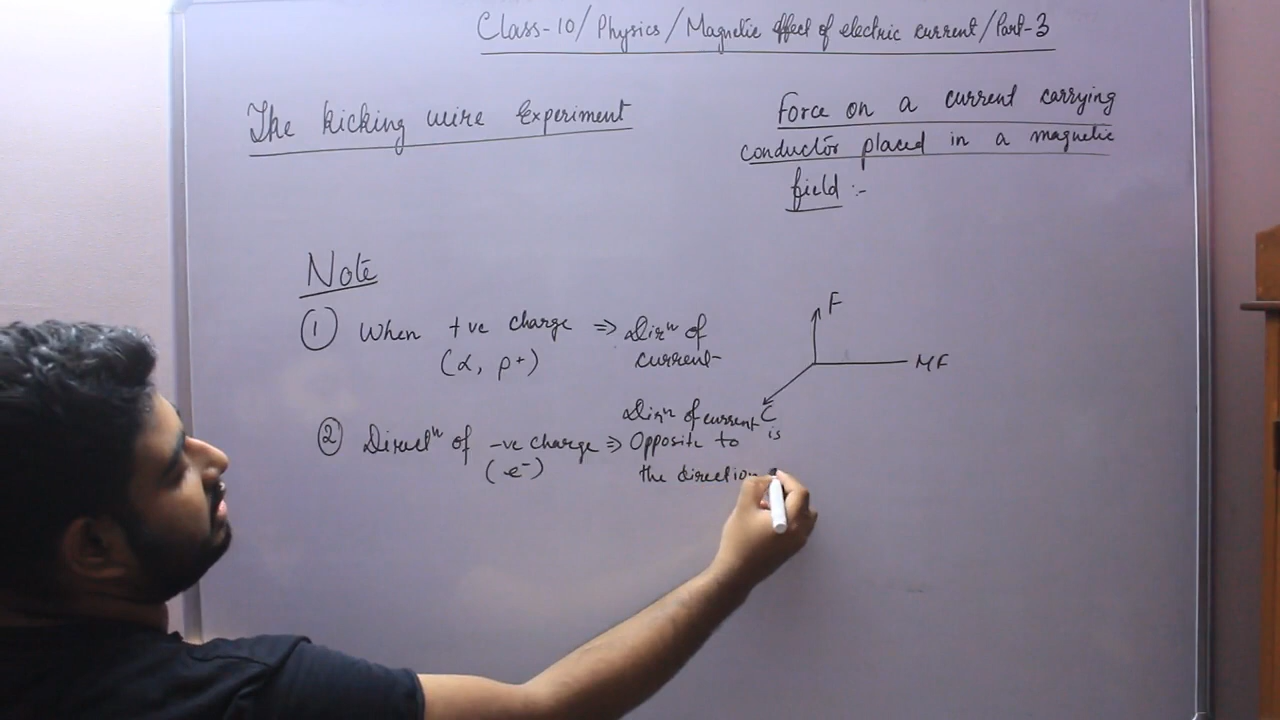 Class-10/Physics/Magnetic effect of electric current/Part-3
The kicking wire Experiment
Force on a current carrying
conductor placed in a magnetic
field :-
Note
① When +ve charge ⇒ Dirⁿ of
(α, p+) current
F
MF
C
② Directⁿ of -ve charge ⇒ Dirⁿ of current is
(e-) Opposite to
the direction